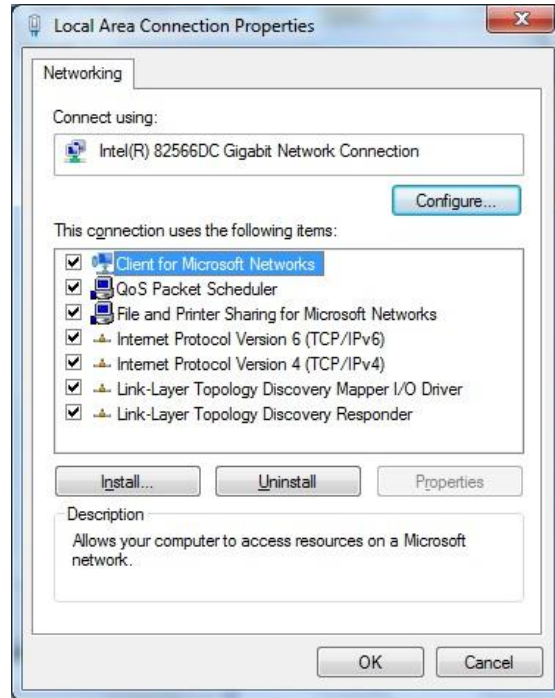 Local Area Connection Properties
Networking
Connect using:
Intel(R) 82566DC Gigabit Network Connection
Configure...
This connection uses the following items:
Client for Microsoft Networks
QoS Packet Scheduler
File and Printer Sharing for Microsoft Networks
Internet Protocol Version 6 (TCP/IPv6)
Internet Protocol Version 4 (TCP/IPv4)
Link-Layer Topology Discovery Mapper I/O Driver
Link-Layer Topology Discovery Responder
Install... Uninstall Properties
Description
Allows your computer to access resources on a Microsoft
network.
OK Cancel